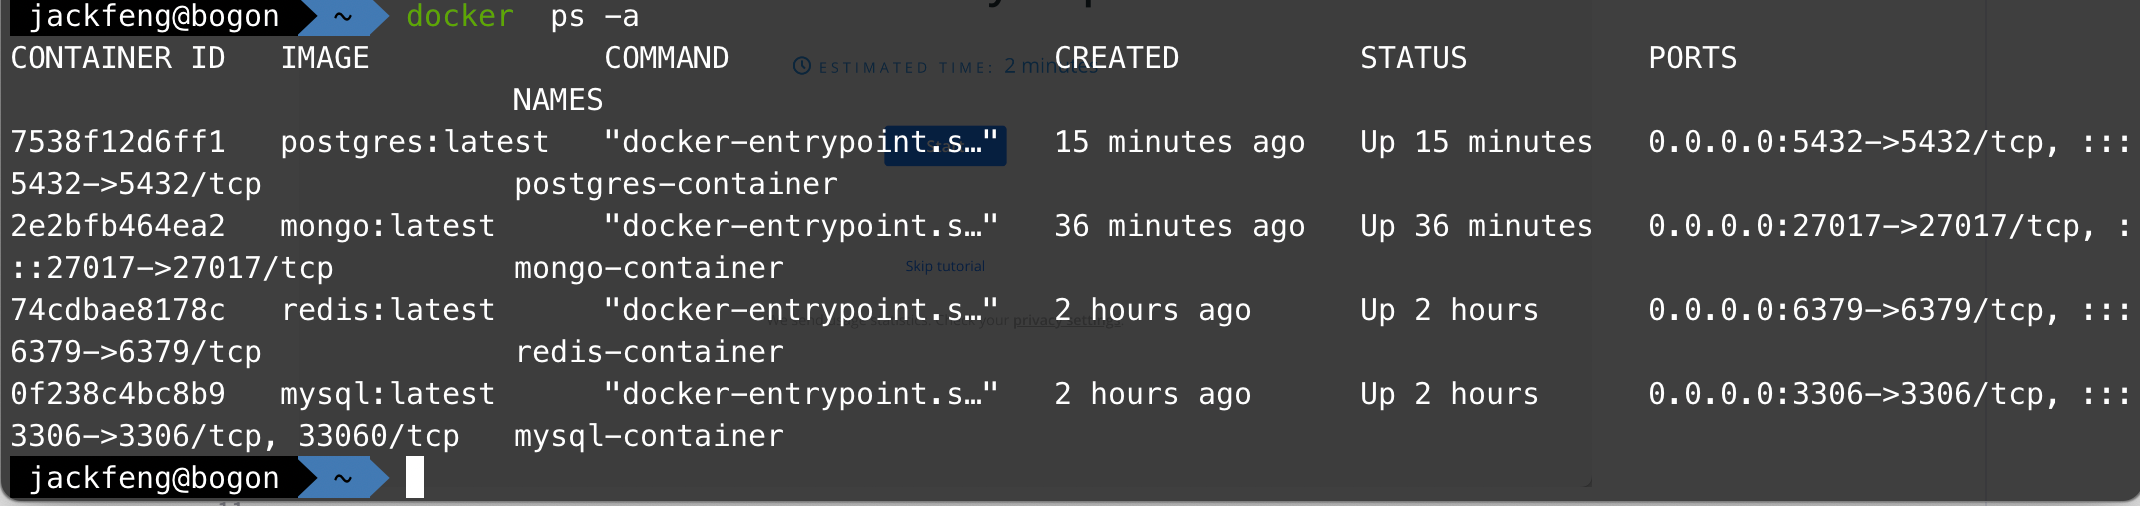 jackfeng@bogon ~ docker  ps -a
CONTAINER ID   IMAGE             COMMAND                  CREATED          STATUS          PORTS
                            NAMES
7538f12d6ff1   postgres:latest   "docker-entrypoint.s…"   15 minutes ago   Up 15 minutes   0.0.0.0:5432->5432/tcp, :::
5432->5432/tcp              postgres-container
2e2bfb464ea2   mongo:latest      "docker-entrypoint.s…"   36 minutes ago   Up 36 minutes   0.0.0.0:27017->27017/tcp, :
::27017->27017/tcp          mongo-container
74cdbae8178c   redis:latest      "docker-entrypoint.s…"   2 hours ago      Up 2 hours      0.0.0.0:6379->6379/tcp, :::
6379->6379/tcp              redis-container
0f238c4bc8b9   mysql:latest      "docker-entrypoint.s…"   2 hours ago      Up 2 hours      0.0.0.0:3306->3306/tcp, :::
3306->3306/tcp, 33060/tcp   mysql-container
jackfeng@bogon ~
ESTIMATED TIME: 2 minutes
Skip tutorial
We send usage statistics. Check your privacy settings.